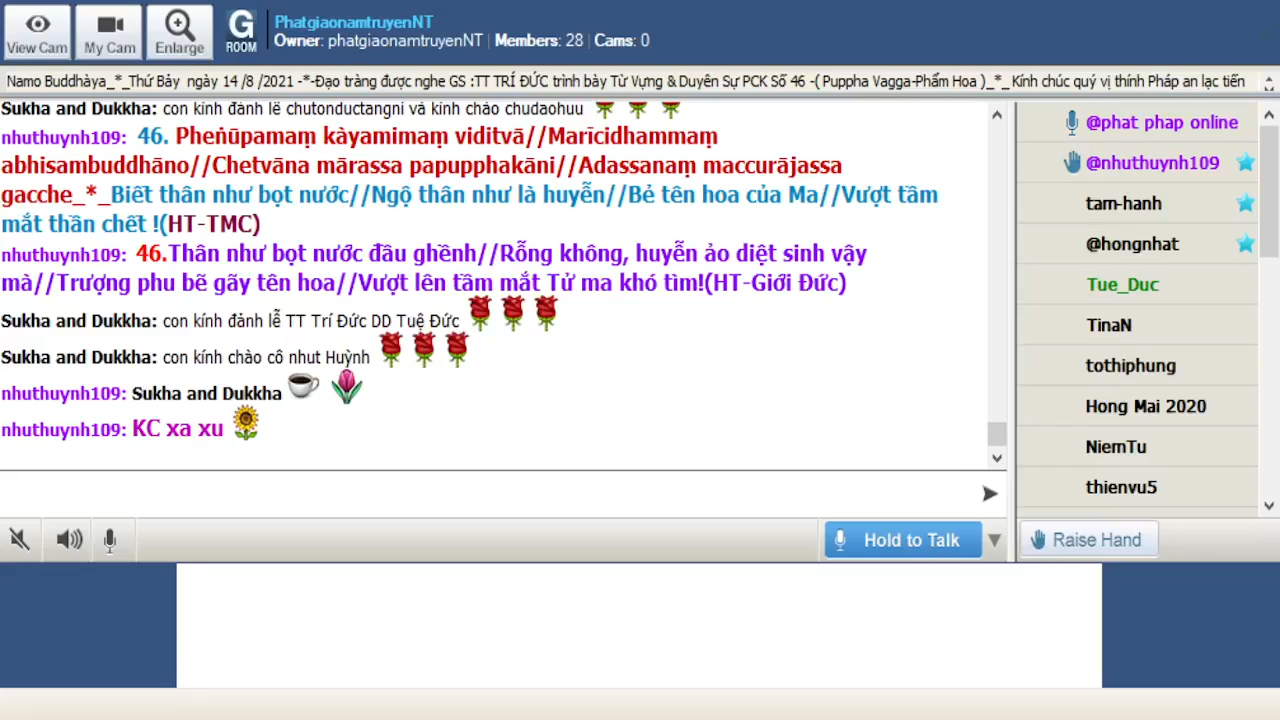 View Cam
My Cam
Enlarge
G
ROOM
PhatgiaonamtruyenNT
Owner: phatgiaonamtruyenNT | Members: 28 | Cams: 0
Namo Buddhàya_*_Thứ Bảy ngày 14 /8 /2021 -*-Đạo tràng được nghe GS :TT TRÍ ĐỨC trình bày Từ Vựng & Duyên Sự PCK Số 46 -( Puppha Vagga-Phẩm Hoa )_*_ Kính chúc quý vị thính Pháp an lạc tiến
Sukha and Dukkha: con kính đảnh lễ chutonductangni và kính chào chudaohuu
nhuthuynh109: 46. Pheṇūpamaṃ kàyamimaṃ viditvā//Marīcidhammaṃ
abhisambuddhāno//Chetvāna mārassa papupphakāni//Adassanaṃ maccurājassa
gacche_*_Biết thân như bọt nước//Ngộ thân như là huyễn//Bẻ tên hoa của Ma//Vượt tầm
mắt thần chết !(HT-TMC)
nhuthuynh109: 46.Thân như bọt nước đầu ghềnh//Rỗng không, huyễn ảo diệt sinh vậy
mà//Trượng phu bẽ gãy tên hoa//Vượt lên tầm mắt Tử ma khó tìm!(HT-Giới Đức)
Sukha and Dukkha: con kính đảnh lễ TT Trí Đức DD Tuệ Đức
Sukha and Dukkha: con kính chào cô nhut Huỳnh
nhuthuynh109: Sukha and Dukkha
nhuthuynh109: KC xa xu
Hold to Talk
@phat phap online
@nhuthuynh109
tam-hanh
@hongnhat
Tue_Duc
TinaN
tothiphung
Hong Mai 2020
NiemTu
thienvu5
Raise Hand